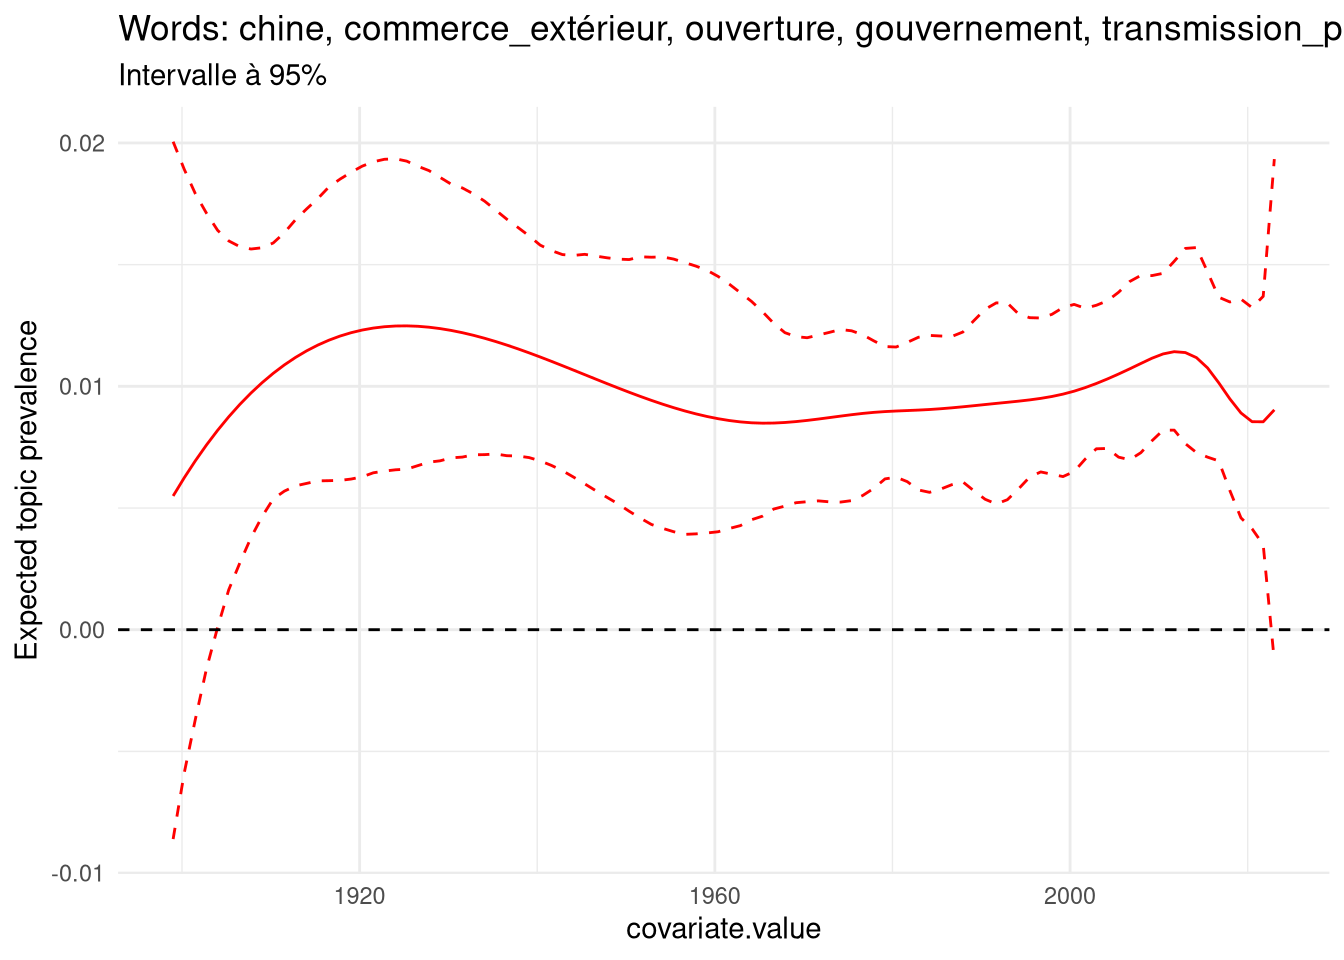 Words: chine, commerce_extérieur, ouverture, gouvernement, transmission_p
Intervalle à 95%
0.02
0.01
0.00
-0.01
Expected topic prevalence
1920 1960 2000
covariate.value